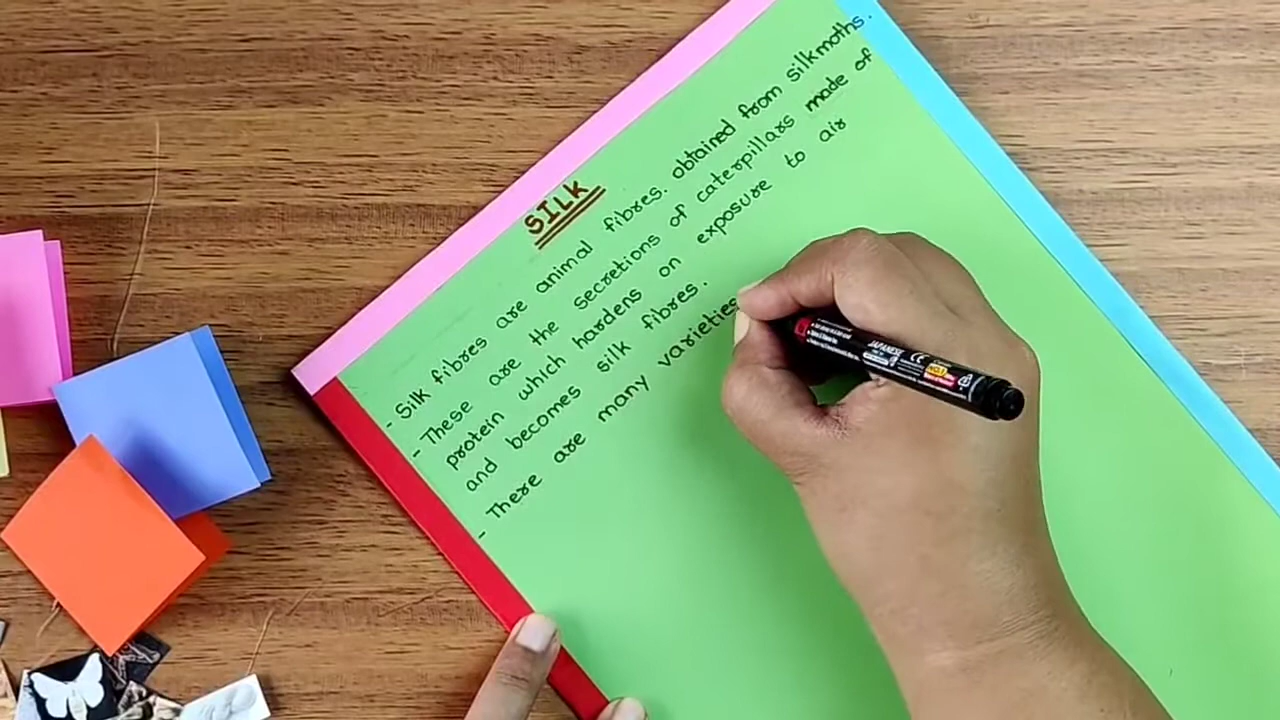 SILK
- Silk fibres are animal fibres. obtained from silkmoths.
- These are the secretions of caterpillars made of
protein which hardens on exposure to air
and becomes silk fibres.
- There are many varieties
JAPANESE